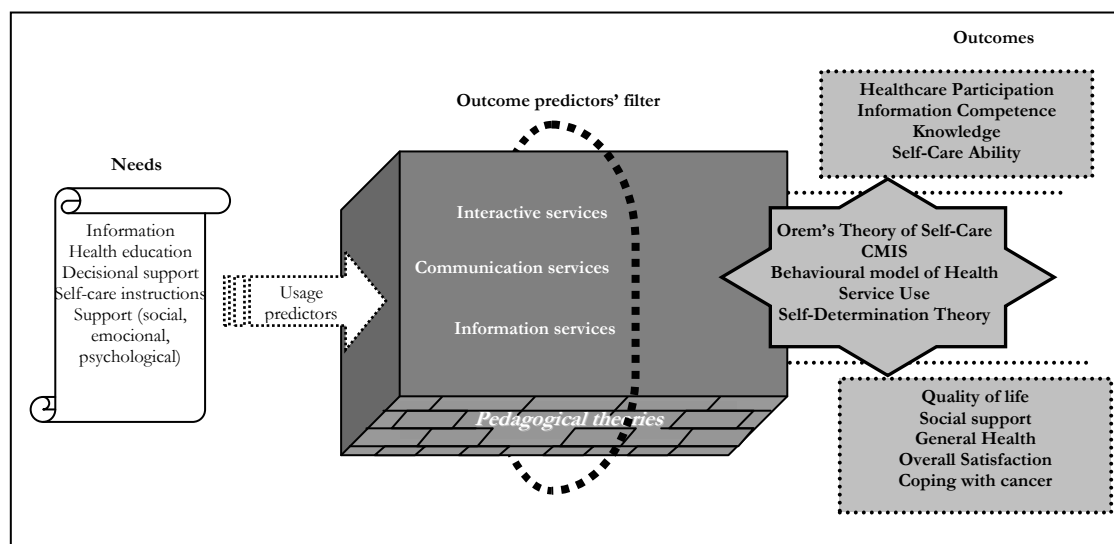 Outcomes
Healthcare Participation
Information Competence
Knowledge
Self-Care Ability
Outcome predictors’ filter
Needs
Information
Health education
Decisional support
Self-care instructions
Support (social,
emocional,
psychological)
Usage
predictors
Interactive services
Communication services
Information services
Pedagogical theories
Orem’s Theory of Self-Care
CMIS
Behavioural model of Health
Service Use
Self-Determination Theory
Quality of life
Social support
General Health
Overall Satisfaction
Coping with cancer